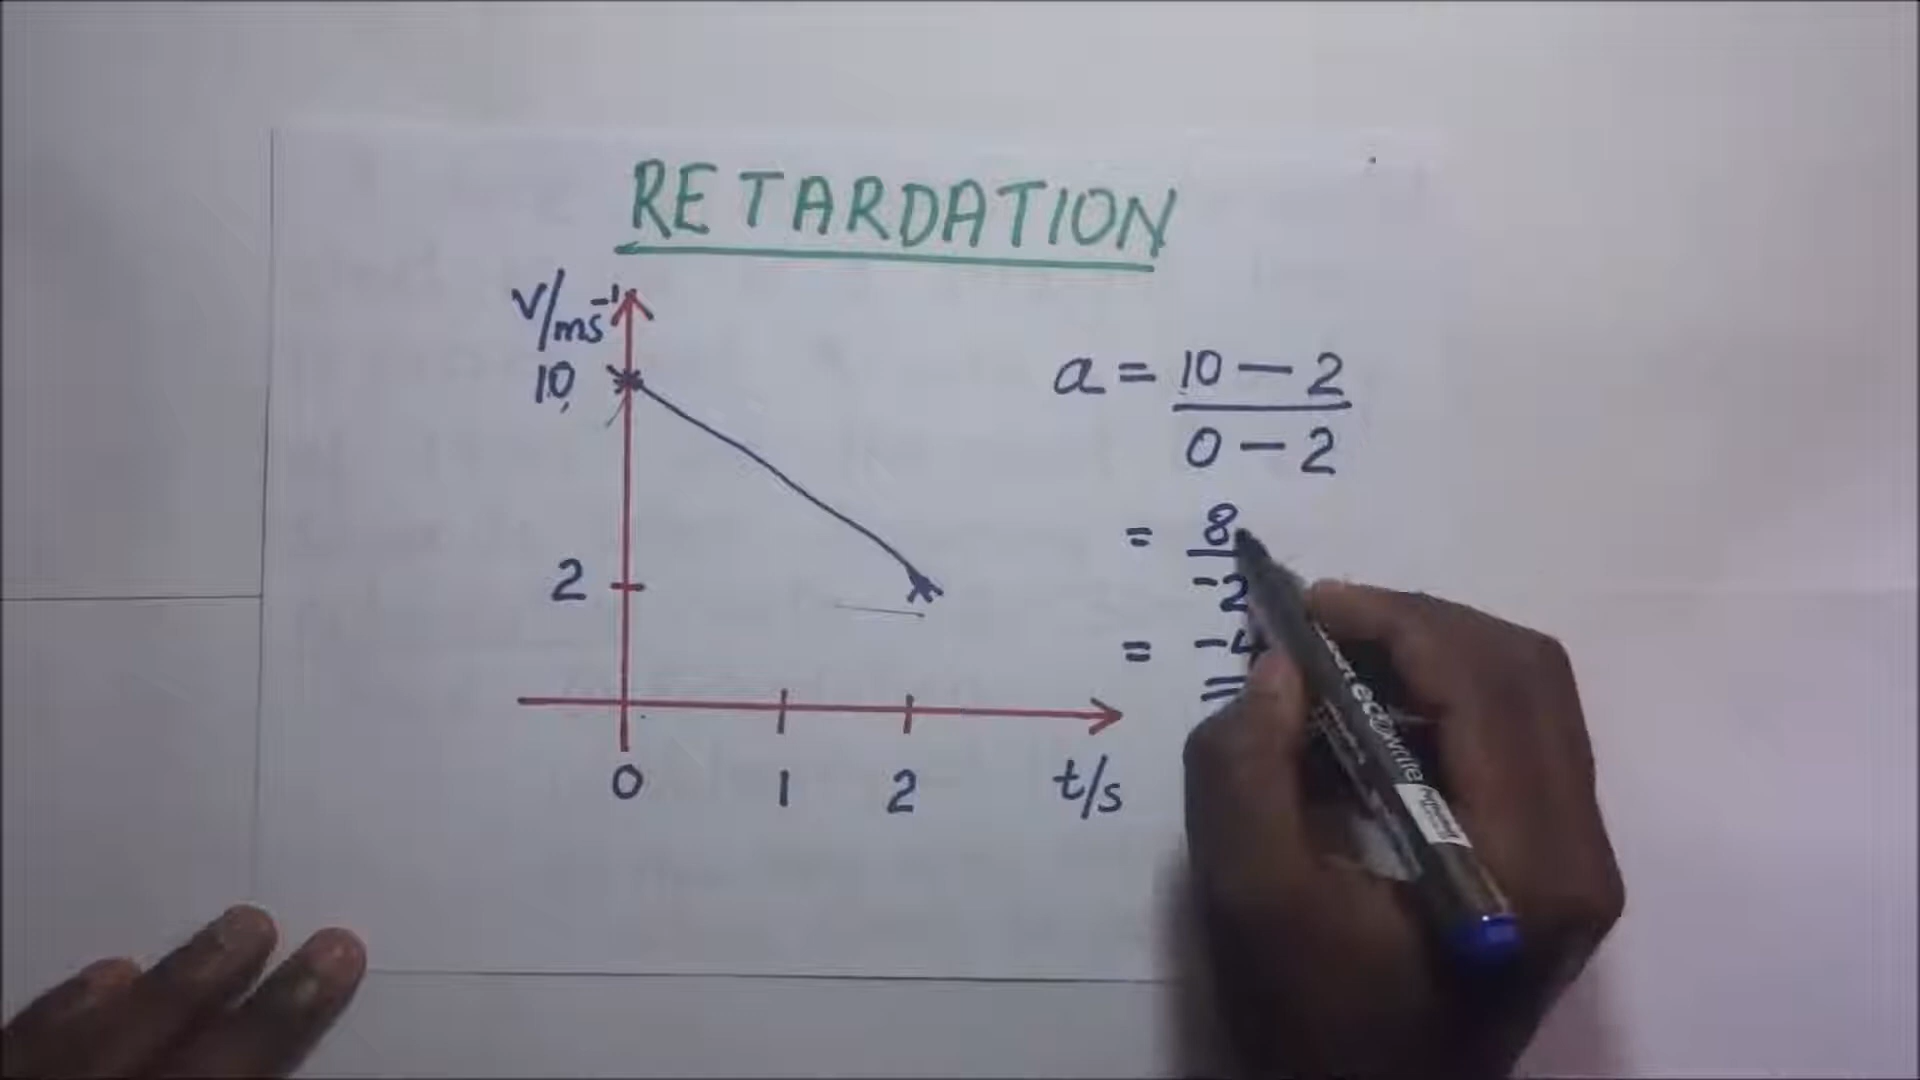 RETARDATION
V/ms⁻¹
10
2
0 1 2 t/s
a = 10 - 2
0 - 2
= 8
-2
= -4